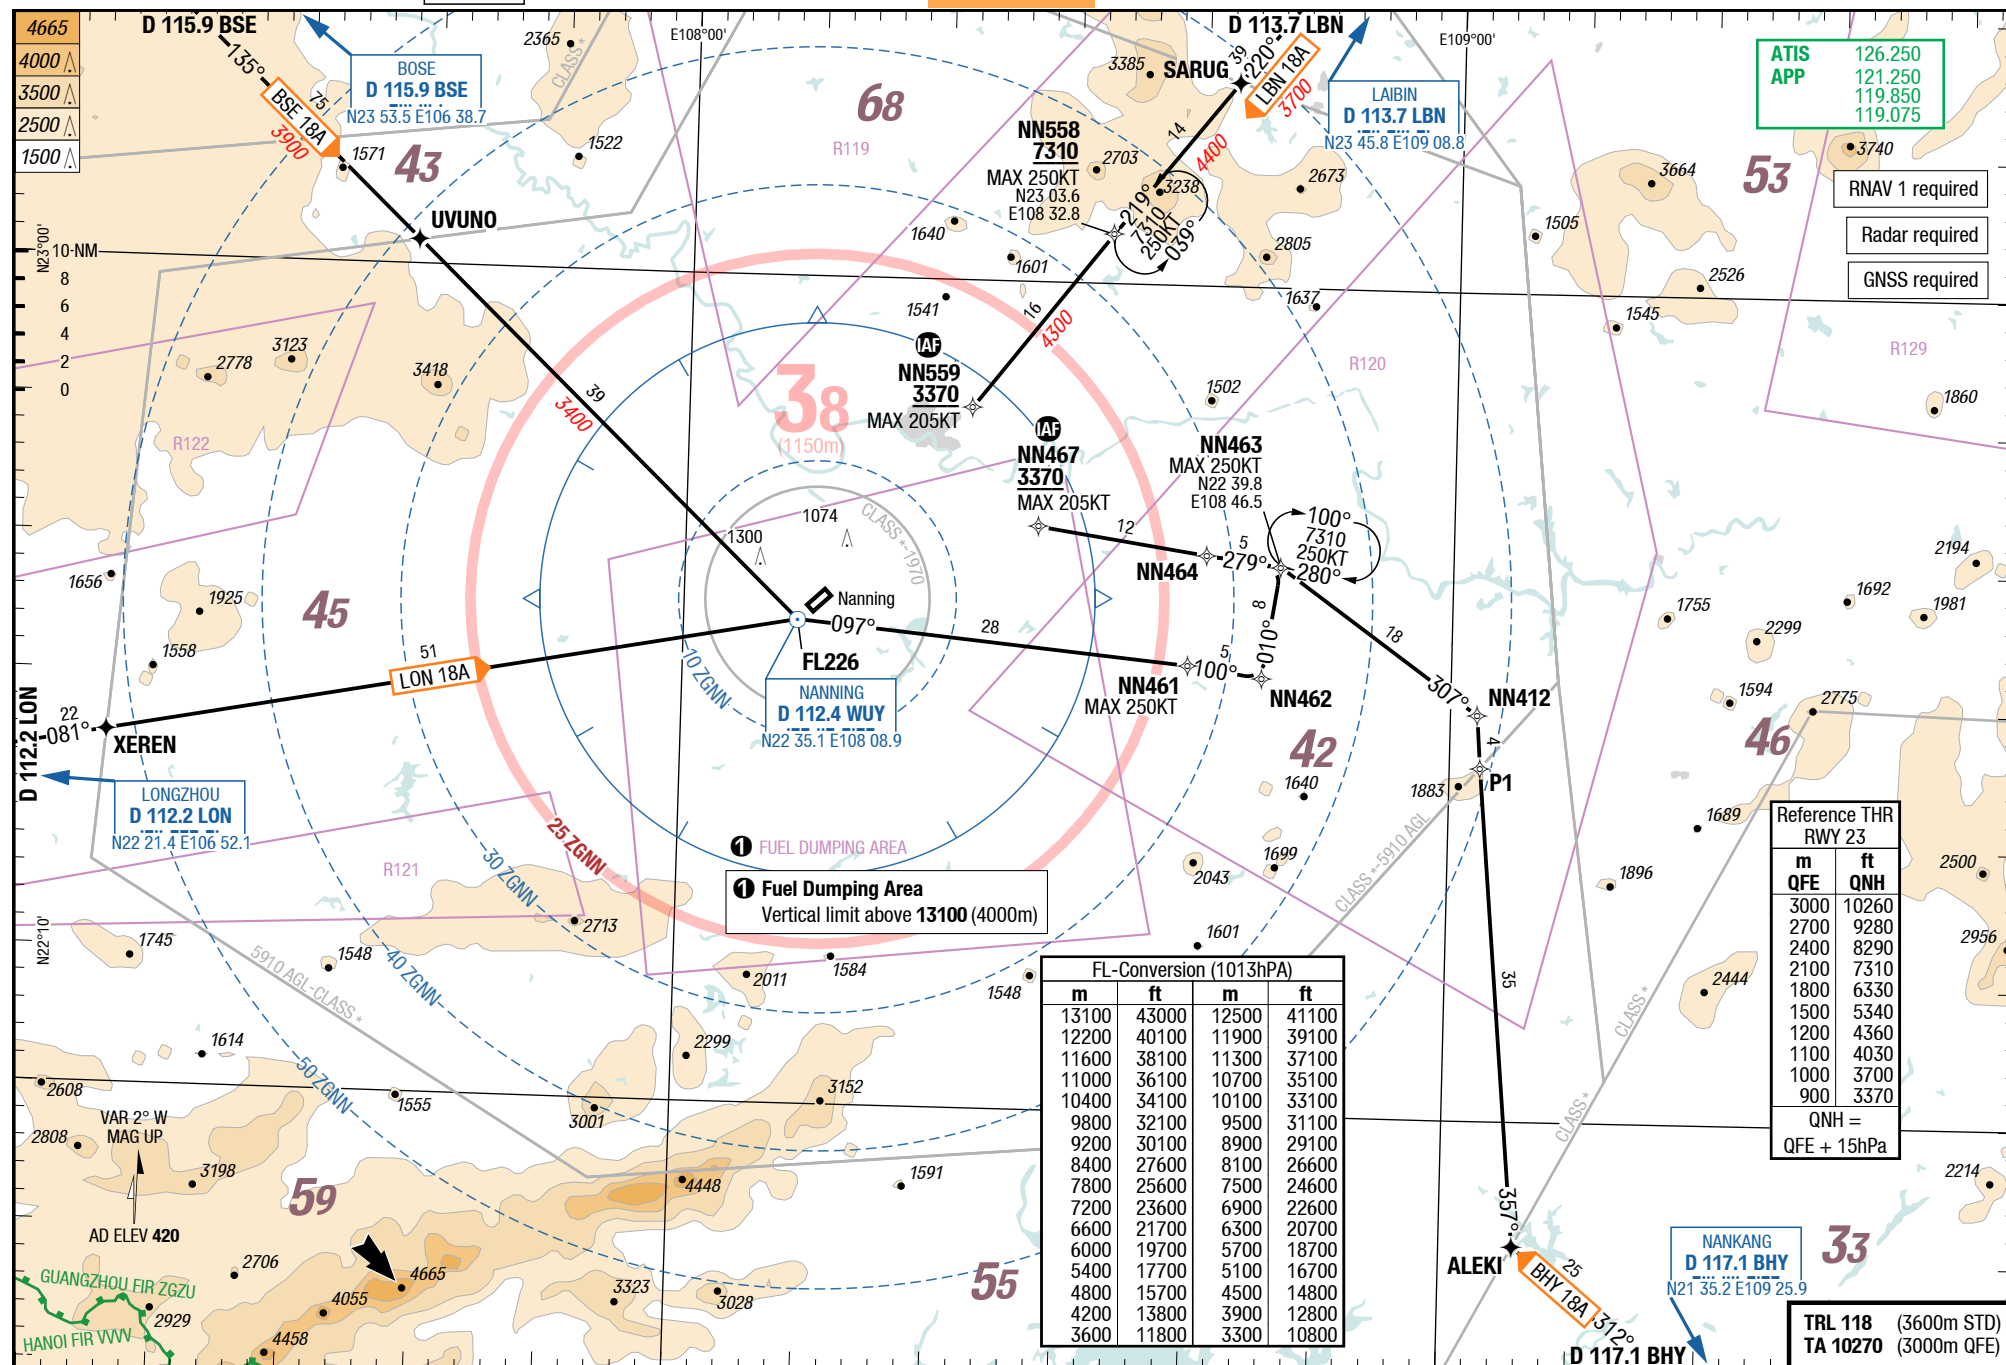 4665
4000
3500
2500
1500
D 115.9 BSE
135°
75
BSE 18A
3900
BOSE
D 115.9 BSE
N23 53.5 E106 38.7
2365
CLASS *
1522
1571
43
UVUNO
E108°00'
68
R119
3385
SARUG
D 113.7 LBN
39
220°
LBN 18A
3700
LAIBIN
D 113.7 LBN
N23 45.8 E109 08.8
E109°00'
ATIS 126.250
APP 121.250
119.850
119.075
3740
3664
53
RNAV 1 required
Radar required
GNSS required
NN558
7310
MAX 250KT
N23 03.6
E108 32.8
2703
14
4400
3238
2673
219°
7310
250KT
039°
2805
1505
2526
1545
1637
1640
1601
1541
16
4300
N23°00'
10-NM
8
6
4
2
0
2778
3123
3418
39
3400
R122
38
(1150m)
IAF
NN559
3370
MAX 205KT
IAF
NN467
3370
MAX 205KT
R120
R129
1502
1860
NN463
MAX 250KT
N22 39.8
E108 46.5
12
5
279°
NN464
100°
7310
250KT
280°
1074
1300
CLASS *-1970
Nanning
097°
28
FL226
NANNING
D 112.4 WUY
N22 35.1 E108 08.9
10 ZGNN
NN461
MAX 250KT
5
100°
NN462
8
010°
18
307°
NN412
4
P1
1883
1656
1925
1558
45
51
LON 18A
22
081°
XEREN
D 112.2 LON
LONGZHOU
D 112.2 LON
N22 21.4 E106 52.1
2194
1692
1981
1755
2299
1594
2775
46
1689
42
1640
1699
2043
1896
2500
2956
2444
CLASS *-5910 AGL
R121
25 ZGNN
30 ZGNN
40 ZGNN
50 ZGNN
1 FUEL DUMPING AREA
1 Fuel Dumping Area
Vertical limit above 13100 (4000m)
Reference THR
RWY 23
m ft
QFE QNH
3000 10260
2700 9280
2400 8290
2100 7310
1800 6330
1500 5340
1200 4360
1100 4030
1000 3700
900 3370
QNH =
QFE + 15hPa
N22°10'
1745
1548
2713
2011
1584
1548
1601
5910 AGL-CLASS *
1614
2608
1555
2299
3001
3152
FL-Conversion (1013hPA)
m ft m ft
13100 43000 12500 41100
12200 40100 11900 39100
11600 38100 11300 37100
11000 36100 10700 35100
10400 34100 10100 33100
9800 32100 9500 31100
9200 30100 8900 29100
8400 27600 8100 26600
7800 25600 7500 24600
7200 23600 6900 22600
6600 21700 6300 20700
6000 19700 5700 18700
5400 17700 5100 16700
4800 15700 4500 14800
4200 13800 3900 12800
3600 11800 3300 10800
35
CLASS *
CLASS *
VAR 2° W
MAG UP
2808
3198
AD ELEV 420
59
4448
1591
2706
4665
4055
3323
3028
55
2929
4458
GUANGZHOU FIR ZGZU
HANOI FIR VVVV
357°
ALEKI
25
BHY 18A
312°
D 117.1 BHY
NANKANG
D 117.1 BHY
N21 35.2 E109 25.9
33
2214
TRL 118 (3600m STD)
TA 10270 (3000m QFE)